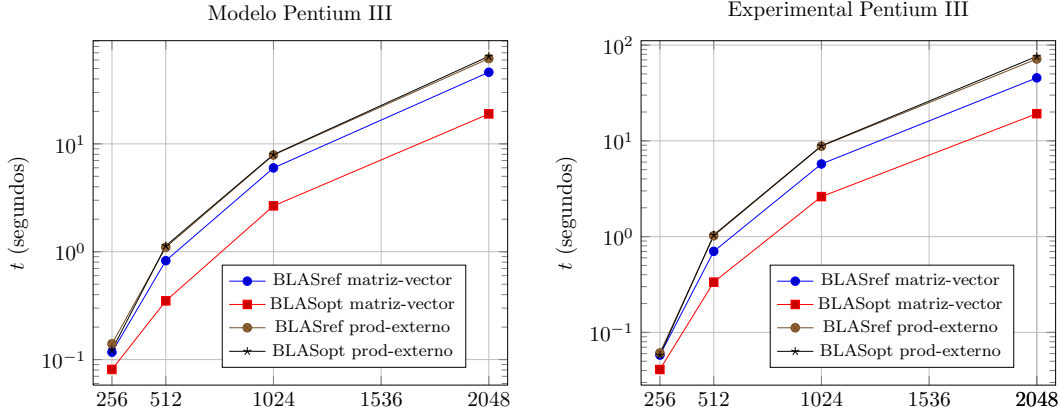 Modelo Pentium III
10^1
10^0
10^−1
t (segundos)
256
512
1024
1536
2048
BLASref matriz-vector
BLASopt matriz-vector
BLASref prod-externo
BLASopt prod-externo
Experimental Pentium III
10^2
10^1
10^0
10^−1
t (segundos)
256
512
1024
1536
2048
BLASref matriz-vector
BLASopt matriz-vector
BLASref prod-externo
BLASopt prod-externo